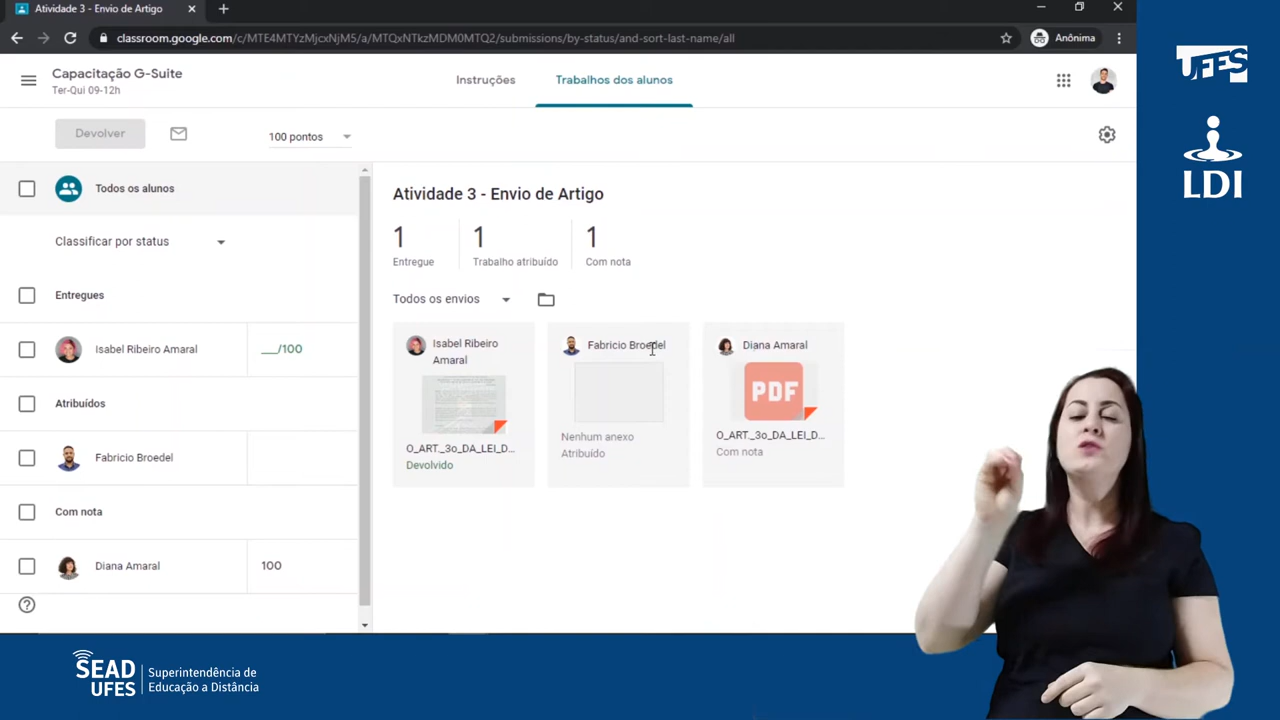 Atividade 3 - Envio de Artigo
classroom.google.com/c/MTE4MTYzMjcxNjM5/a/MTQxNTkzMDM0MTQ2/submissions/by-status/and-sort-last-name/all
Anônima
UFES
Capacitação G-Suite
Ter-Qui 09-12h
Instruções
Trabalhos dos alunos
Devolver
100 pontos
LDI
Todos os alunos
Classificar por status
Entregues
Isabel Ribeiro Amaral
___/100
Atribuídos
Fabricio Broedel
Com nota
Diana Amaral
100
Atividade 3 - Envio de Artigo
1
1
1
Entregue
Trabalho atribuído
Com nota
Todos os envios
Isabel Ribeiro
Amaral
O_ART._3o_DA_LEI_D...
Devolvido
Fabricio Broedel
Nenhum anexo
Atribuído
Diana Amaral
PDF
O_ART._3o_DA_LEI_D...
Com nota
SEAD
UFES
Superintendência de
Educação a Distância